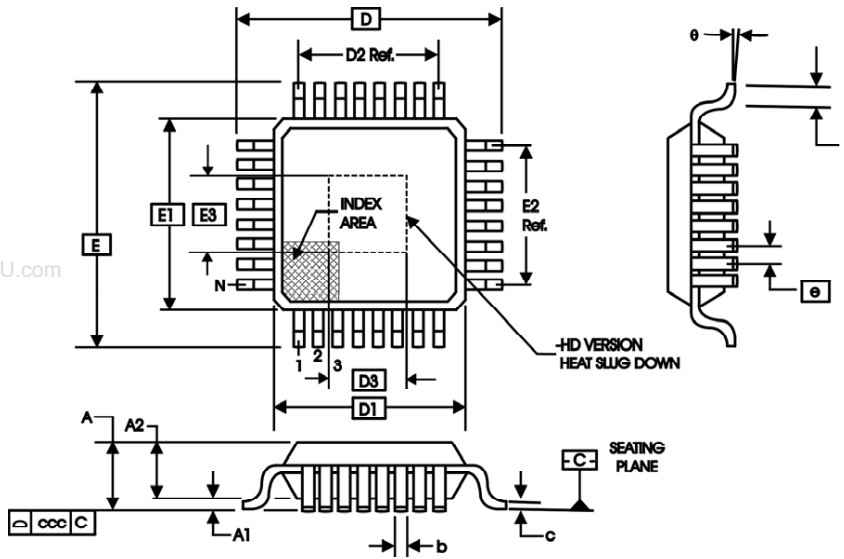 D
D2 Ref.
θ
INDEX
AREA
E1
E3
E2
Ref.
E
U.com
N
e
1 2 3
-HD VERSION
HEAT SLUG DOWN
D3
D1
A
A2
SEATING
PLANE
-C-
⌓ ccc C
A1
b
c